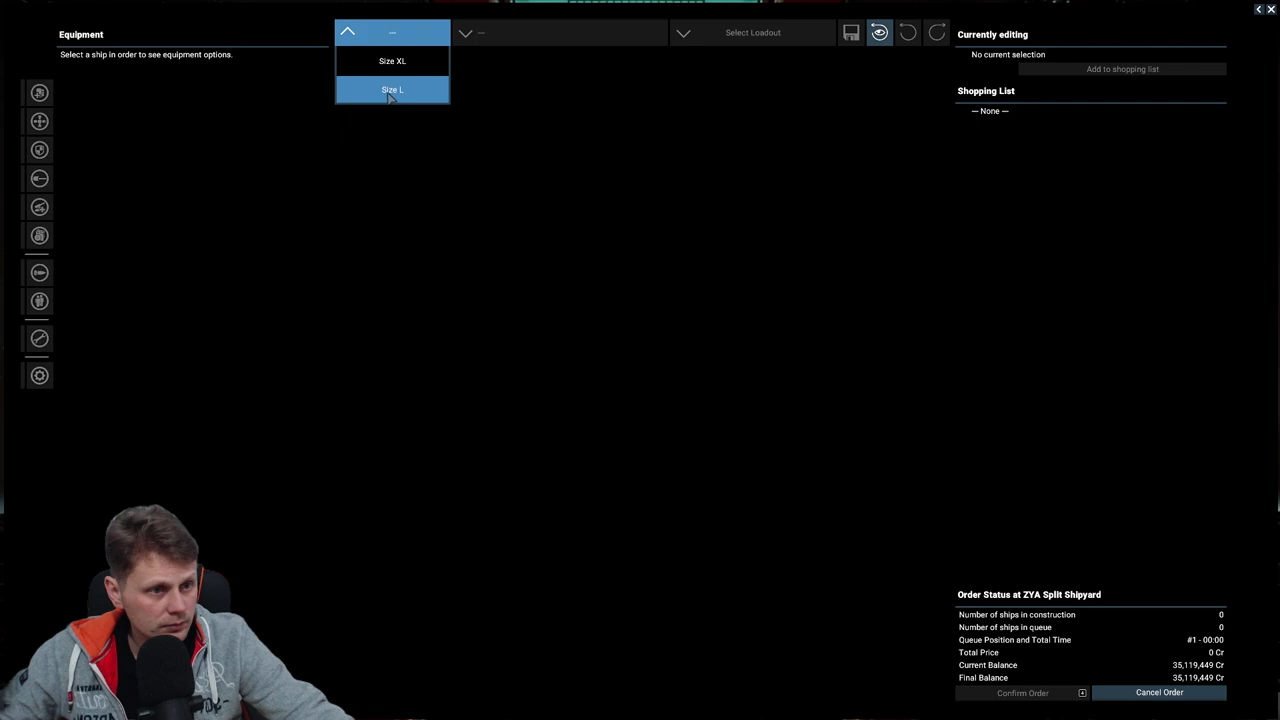 Equipment
Select a ship in order to see equipment options.
---
Size XL
Size L
---
Select Loadout
Currently editing
No current selection
Add to shopping list
Shopping List
--- None ---
Order Status at ZYA Split Shipyard
Number of ships in construction 0
Number of ships in queue 0
Queue Position and Total Time #1 - 00:00
Total Price 0 Cr
Current Balance 35,119,449 Cr
Final Balance 35,119,449 Cr
Confirm Order
Cancel Order